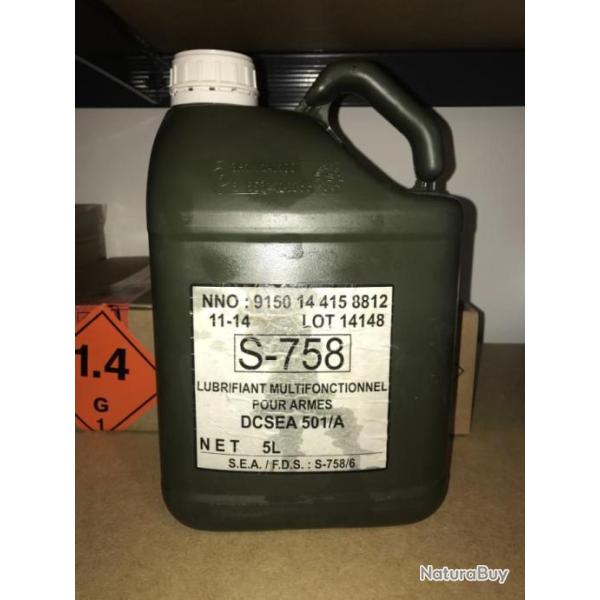 NNO : 9150 14 415 8812
11-14 LOT 14148
S-758
LUBRIFIANT MULTIFONCTIONNEL
POUR ARMES
DCSEA 501/A
NET 5L
S.E.A. / F.D.S. : S-758/6
1.4
G
1
NaturaBuy